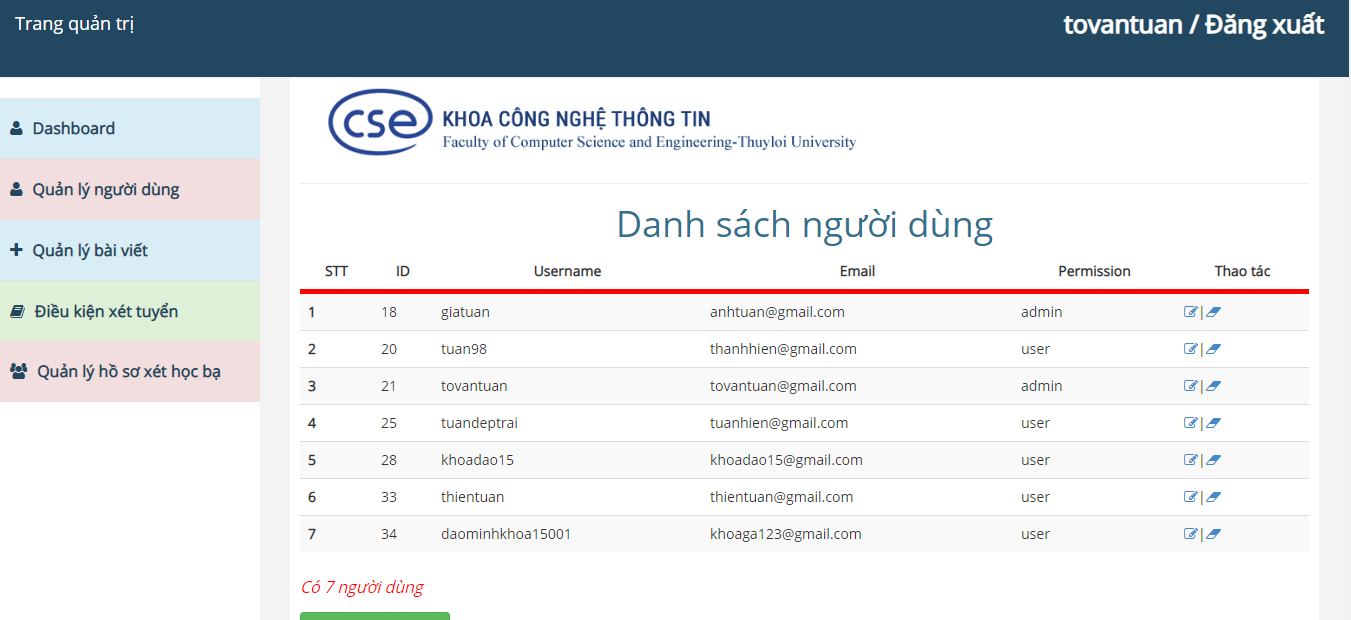 Trang quản trị
tovantuan / Đăng xuất
Dashboard
Quản lý người dùng
Quản lý bài viết
Điều kiện xét tuyển
Quản lý hồ sơ xét học bạ
cse
KHOA CÔNG NGHỆ THÔNG TIN
Faculty of Computer Science and Engineering-Thuyloi University
Danh sách người dùng
STT ID Username Email Permission Thao tác
1 18 giatuan anhtuan@gmail.com admin |
2 20 tuan98 thanhhien@gmail.com user |
3 21 tovantuan tovantuan@gmail.com admin |
4 25 tuandeptrai tuanhien@gmail.com user |
5 28 khoadao15 khoadao15@gmail.com user |
6 33 thientuan thientuan@gmail.com user |
7 34 daominhkhoa15001 khoaga123@gmail.com user |
Có 7 người dùng